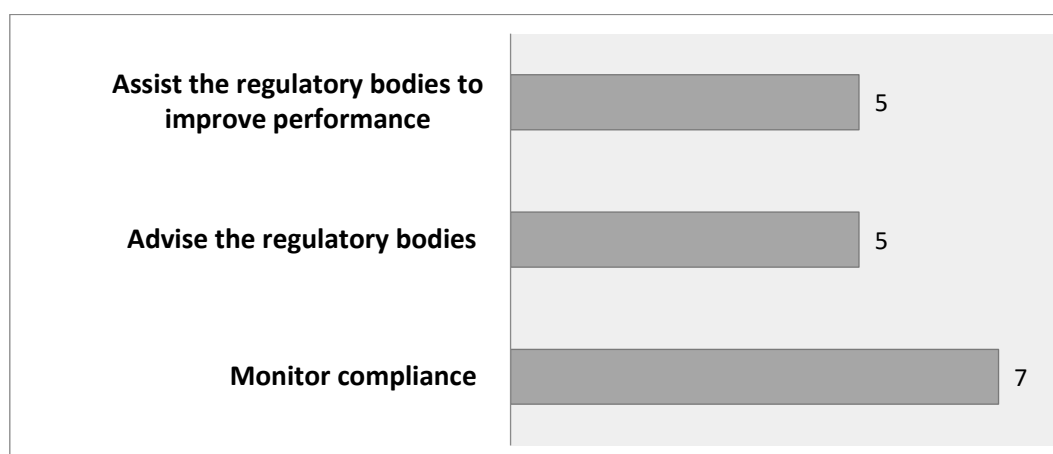 Assist the regulatory bodies to
improve performance
5
Advise the regulatory bodies
5
Monitor compliance
7